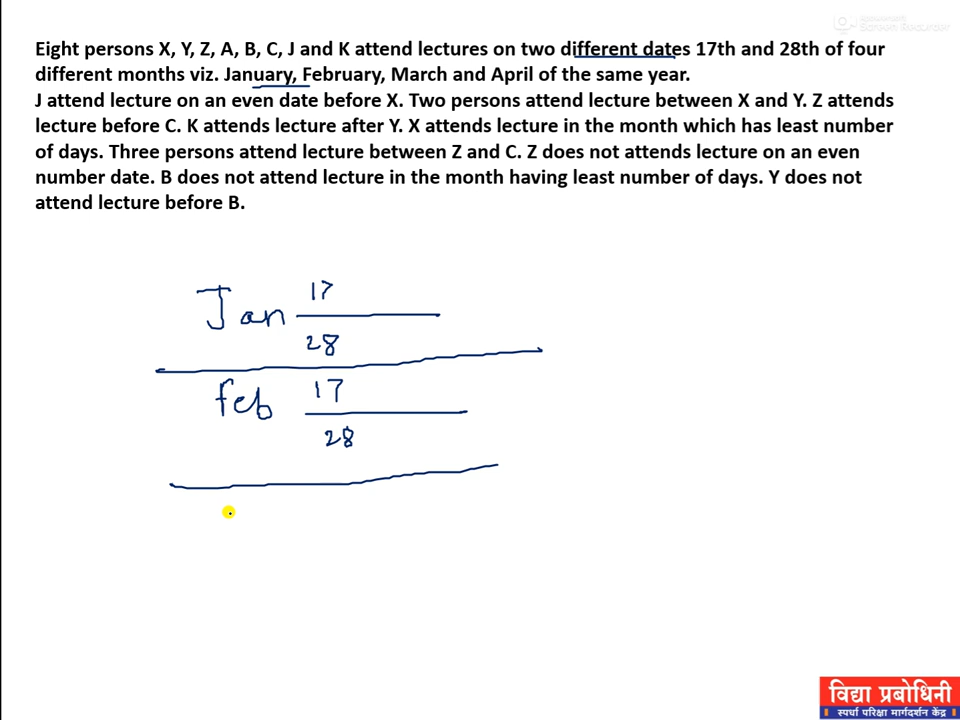 Eight persons X, Y, Z, A, B, C, J and K attend lectures on two different dates 17th and 28th of four
different months viz. January, February, March and April of the same year.
J attend lecture on an even date before X. Two persons attend lecture between X and Y. Z attends
lecture before C. K attends lecture after Y. X attends lecture in the month which has least number
of days. Three persons attend lecture between Z and C. Z does not attends lecture on an even
number date. B does not attend lecture in the month having least number of days. Y does not
attend lecture before B.
17
Jan
28
feb 17
28
विद्या प्रबोधिनी
स्पर्धा परिक्षा मार्गदर्शन केंद्र